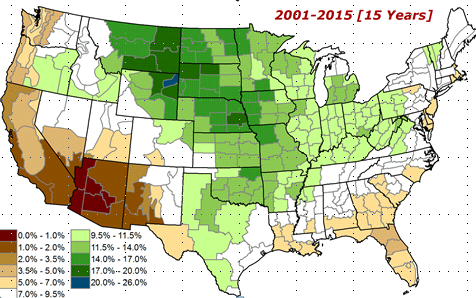 2001-2015 [15 Years]
0.0% - 1.0%
1.0% - 2.0%
2.0% - 3.5%
3.5% - 5.0%
5.0% - 7.0%
7.0% - 9.5%
9.5% - 11.5%
11.5% - 14.0%
14.0% - 17.0%
17.0% - 20.0%
20.0% - 26.0%